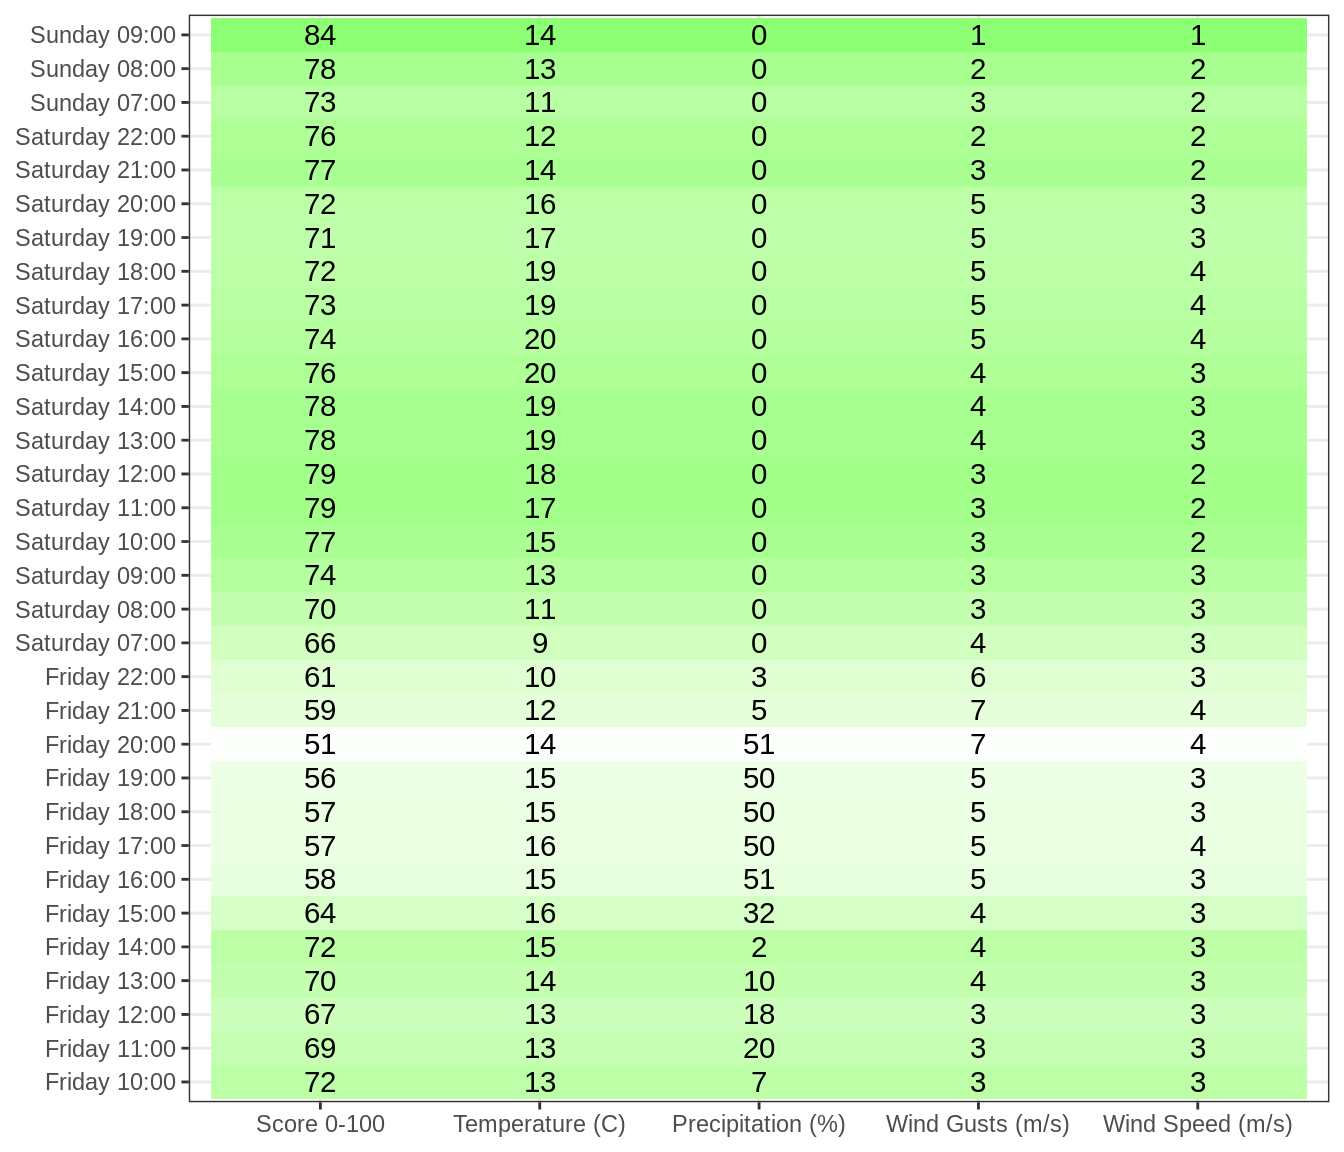 Sunday 09:00 84 14 0 1 1
Sunday 08:00 78 13 0 2 2
Sunday 07:00 73 11 0 3 2
Saturday 22:00 76 12 0 2 2
Saturday 21:00 77 14 0 3 2
Saturday 20:00 72 16 0 5 3
Saturday 19:00 71 17 0 5 3
Saturday 18:00 72 19 0 5 4
Saturday 17:00 73 19 0 5 4
Saturday 16:00 74 20 0 5 4
Saturday 15:00 76 20 0 4 3
Saturday 14:00 78 19 0 4 3
Saturday 13:00 78 19 0 4 3
Saturday 12:00 79 18 0 3 2
Saturday 11:00 79 17 0 3 2
Saturday 10:00 77 15 0 3 2
Saturday 09:00 74 13 0 3 3
Saturday 08:00 70 11 0 3 3
Saturday 07:00 66 9 0 4 3
Friday 22:00 61 10 3 6 3
Friday 21:00 59 12 5 7 4
Friday 20:00 51 14 51 7 4
Friday 19:00 56 15 50 5 3
Friday 18:00 57 15 50 5 3
Friday 17:00 57 16 50 5 4
Friday 16:00 58 15 51 5 3
Friday 15:00 64 16 32 4 3
Friday 14:00 72 15 2 4 3
Friday 13:00 70 14 10 4 3
Friday 12:00 67 13 18 3 3
Friday 11:00 69 13 20 3 3
Friday 10:00 72 13 7 3 3
Score 0-100 Temperature (C) Precipitation (%) Wind Gusts (m/s) Wind Speed (m/s)